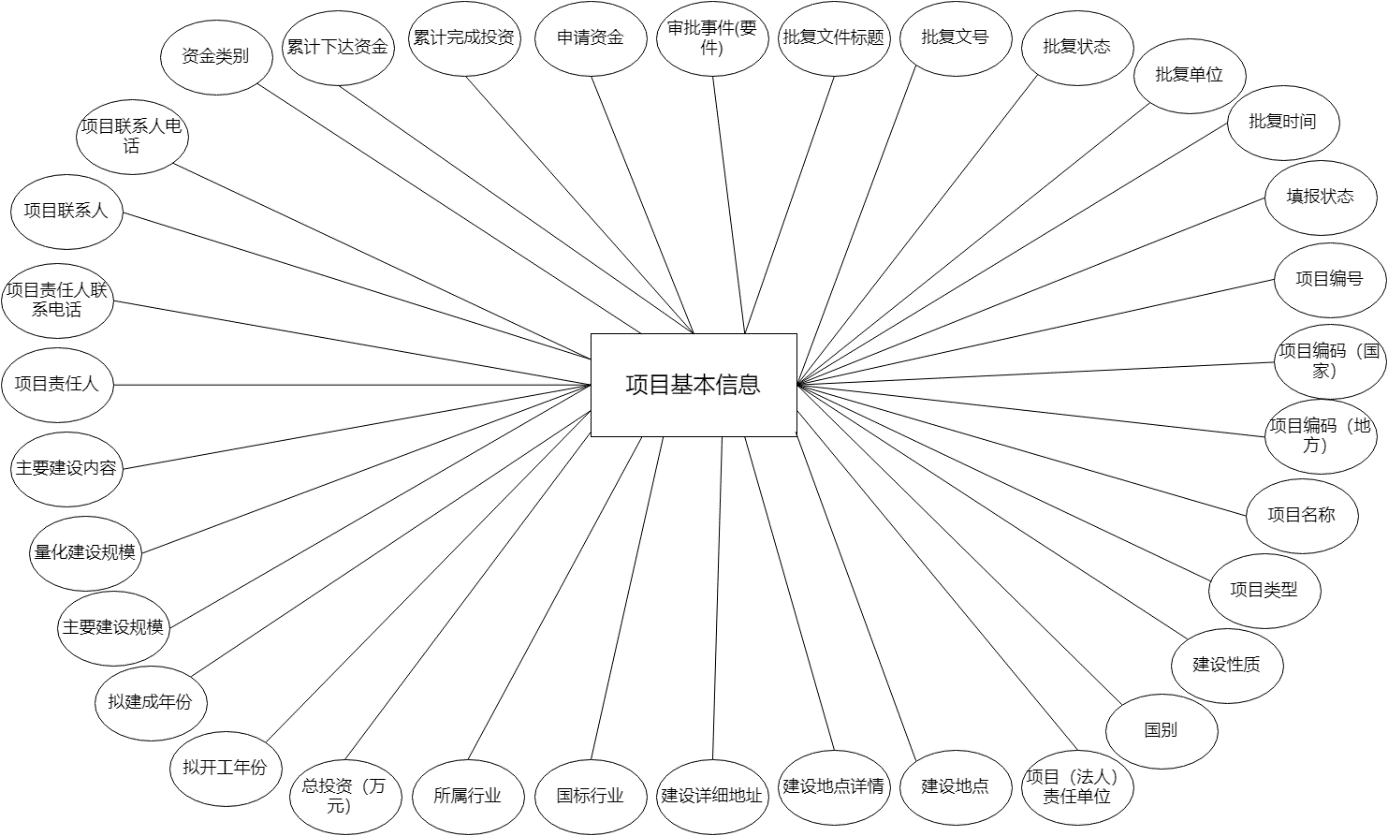 资金类别
累计下达资金
累计完成投资
申请资金
审批事件(要
件)
批复文件标题
批复文号
批复状态
批复单位
批复时间
填报状态
项目编号
项目编码（国
家）
项目编码（地
方）
项目名称
项目类型
建设性质
国别
项目（法人）
责任单位
建设地点
建设地点详情
建设详细地址
国标行业
所属行业
总投资（万
元）
拟开工年份
拟建成年份
主要建设规模
量化建设规模
主要建设内容
项目责任人
项目责任人联
系电话
项目联系人
项目联系人电
话
项目基本信息